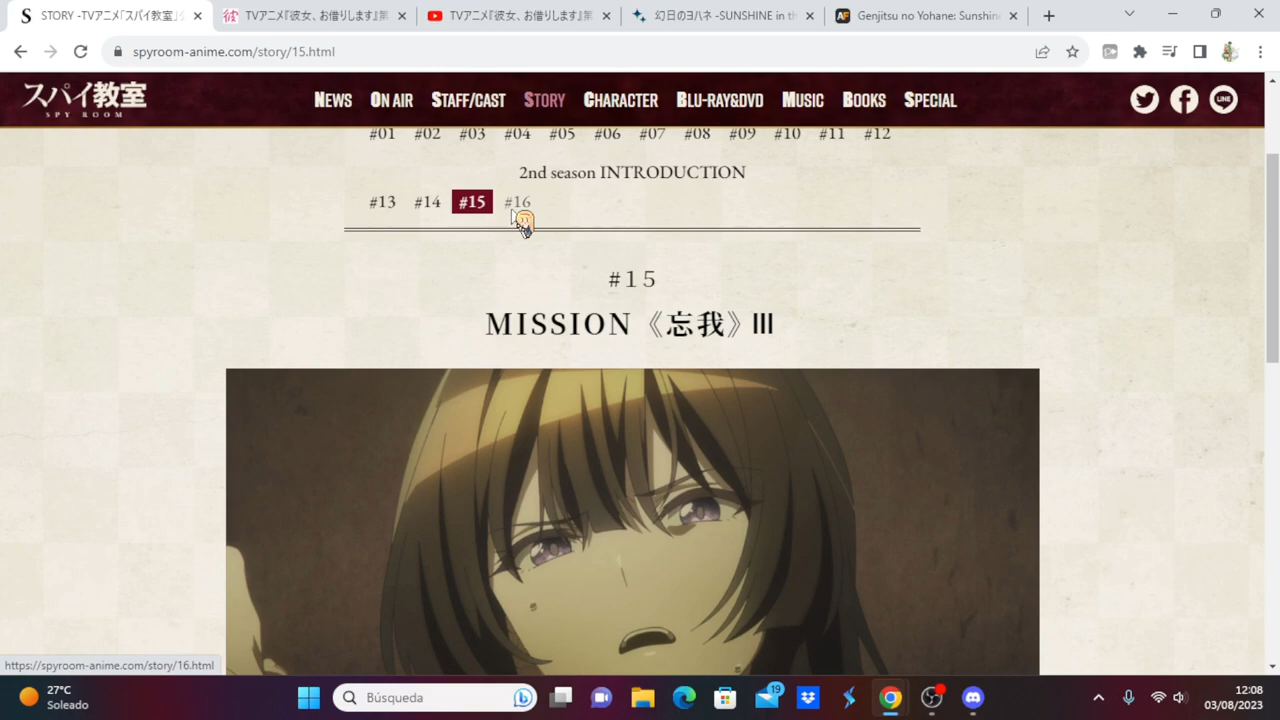 STORY -TVアニメ「スパイ教室」
TVアニメ『彼女、お借りします』第
TVアニメ『彼女、お借りします』第
幻日のヨハネ -SUNSHINE in th
Genjitsu no Yohane: Sunshin
spyroom-anime.com/story/15.html
スパイ教室
SPY ROOM
NEWS ON AIR STAFF/CAST STORY CHARACTER BLU-RAY&DVD MUSIC BOOKS SPECIAL
LINE
#01 #02 #03 #04 #05 #06 #07 #08 #09 #10 #11 #12
2nd season INTRODUCTION
#13 #14 #15 #16
#15
MISSION《忘我》Ⅲ
https://spyroom-anime.com/story/16.html
27°C
Soleado
Búsqueda
19
12:08
03/08/2023